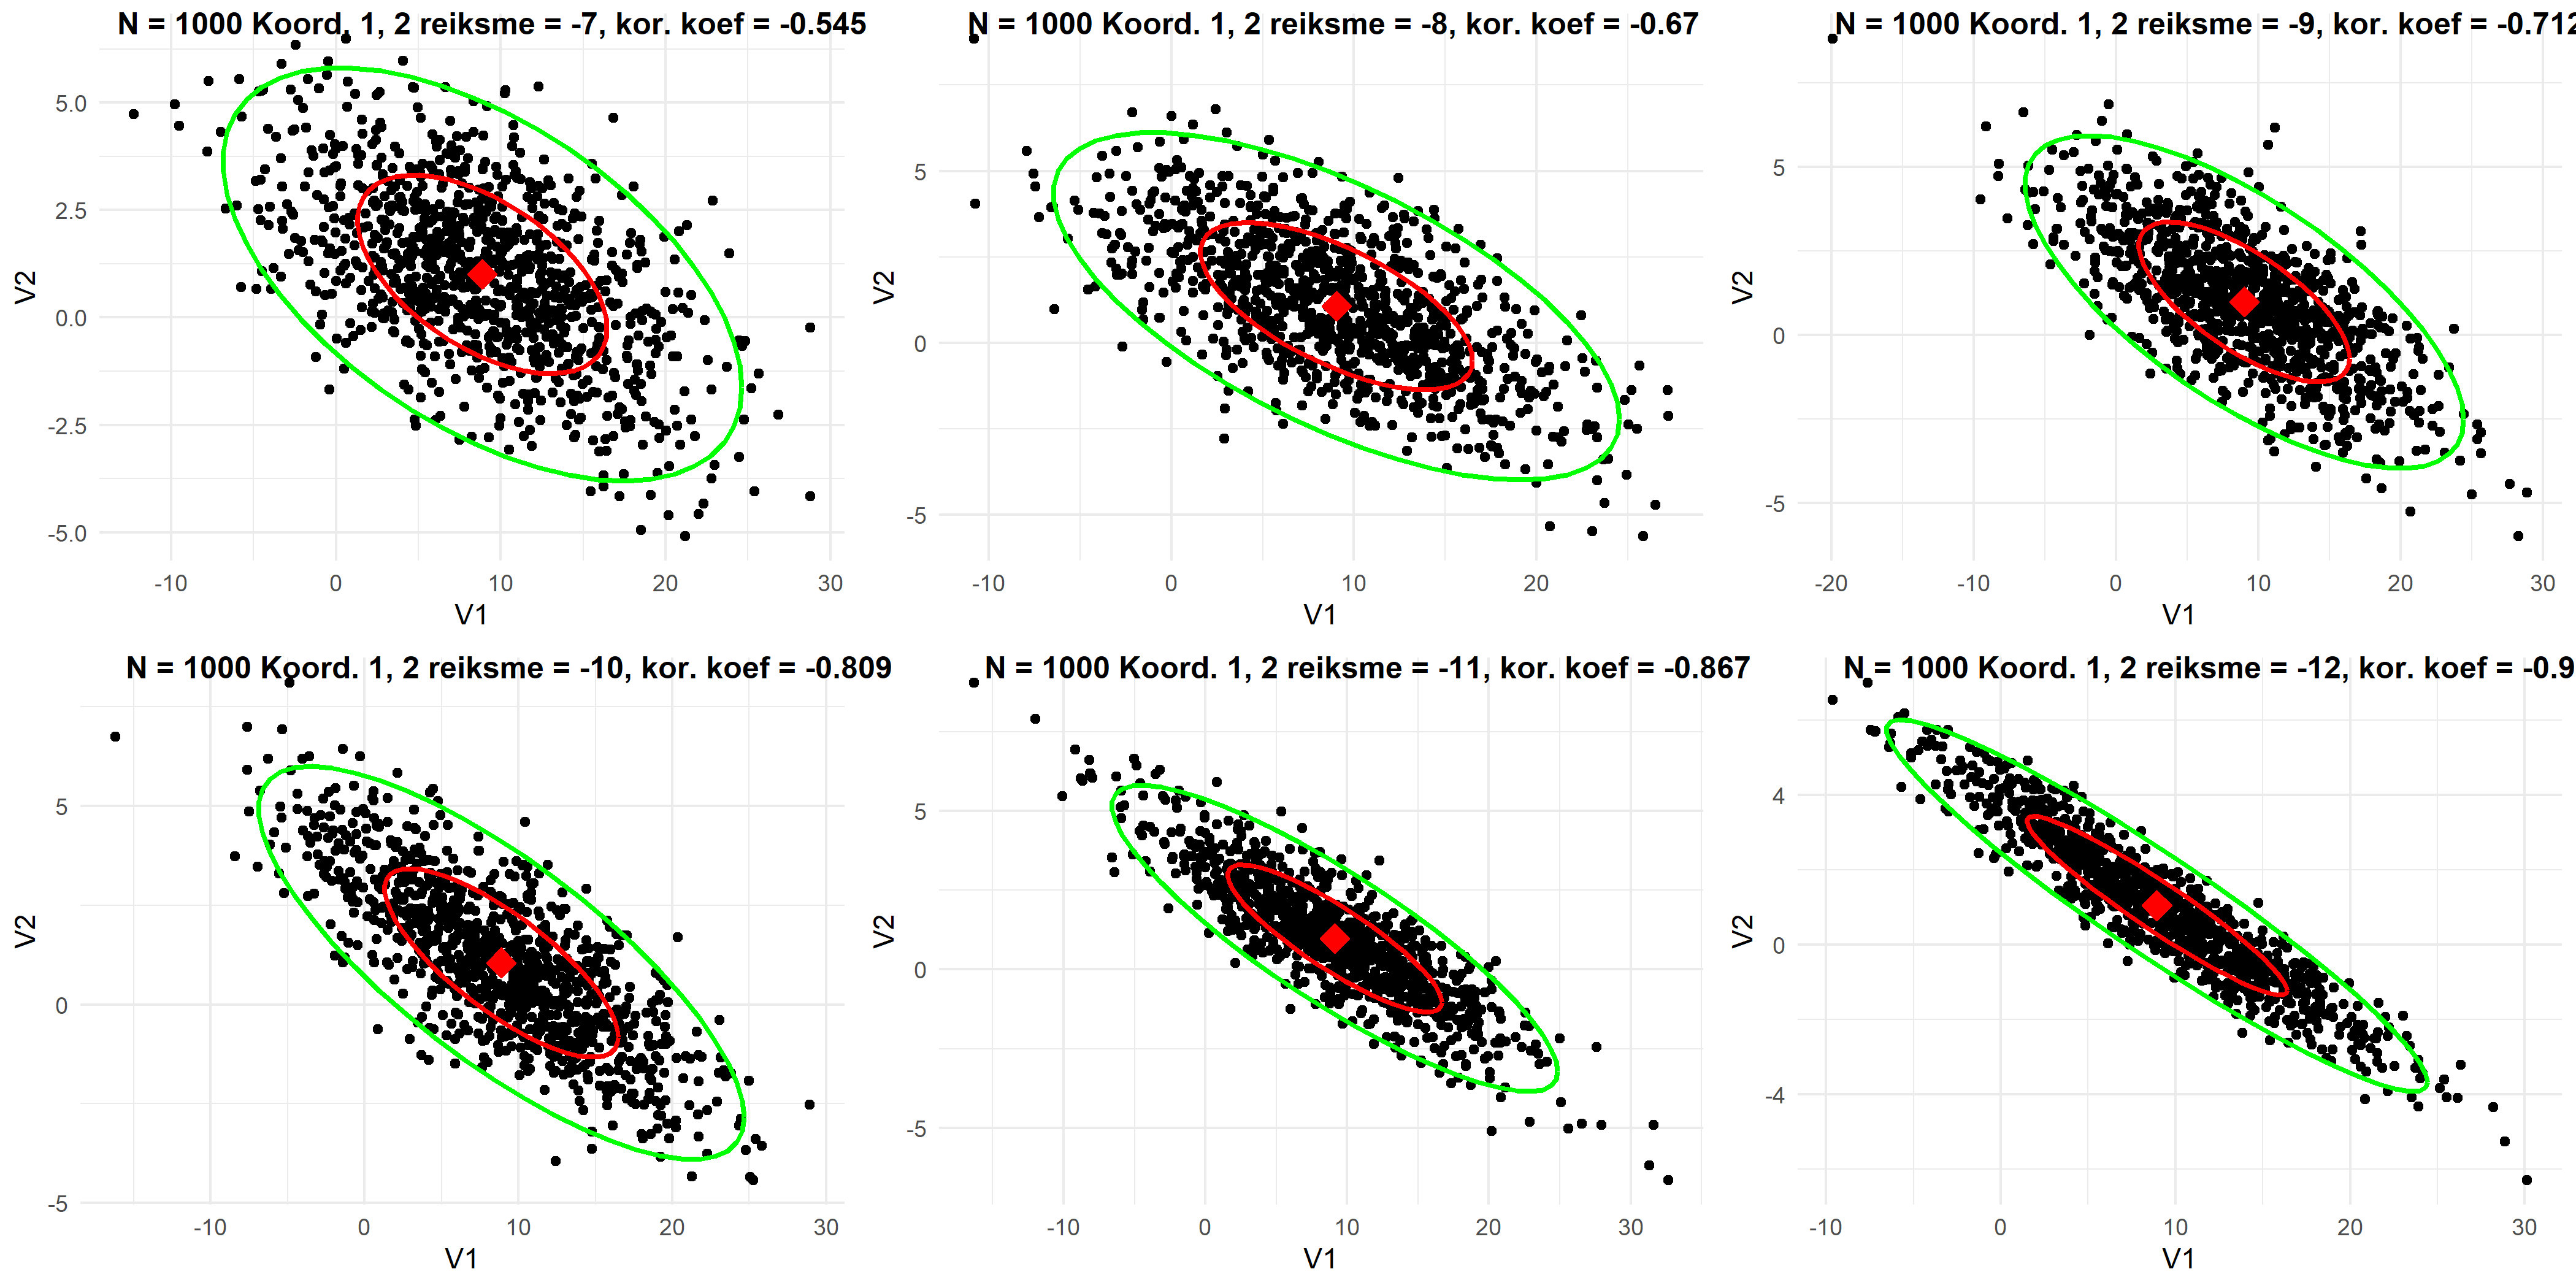 N = 1000 Koord. 1, 2 reiksme = -7, kor. koef = -0.545
5.0
2.5
0.0
-2.5
-5.0
V2
-10 0 10 20 30
V1
N = 1000 Koord. 1, 2 reiksme = -8, kor. koef = -0.67
5
0
-5
V2
-10 0 10 20
V1
N = 1000 Koord. 1, 2 reiksme = -9, kor. koef = -0.712
5
0
-5
V2
-20 -10 0 10 20 30
V1
N = 1000 Koord. 1, 2 reiksme = -10, kor. koef = -0.809
5
0
-5
V2
-10 0 10 20 30
V1
N = 1000 Koord. 1, 2 reiksme = -11, kor. koef = -0.867
5
0
-5
V2
-10 0 10 20 30
V1
N = 1000 Koord. 1, 2 reiksme = -12, kor. koef = -0.9
4
0
-4
V2
-10 0 10 20 30
V1